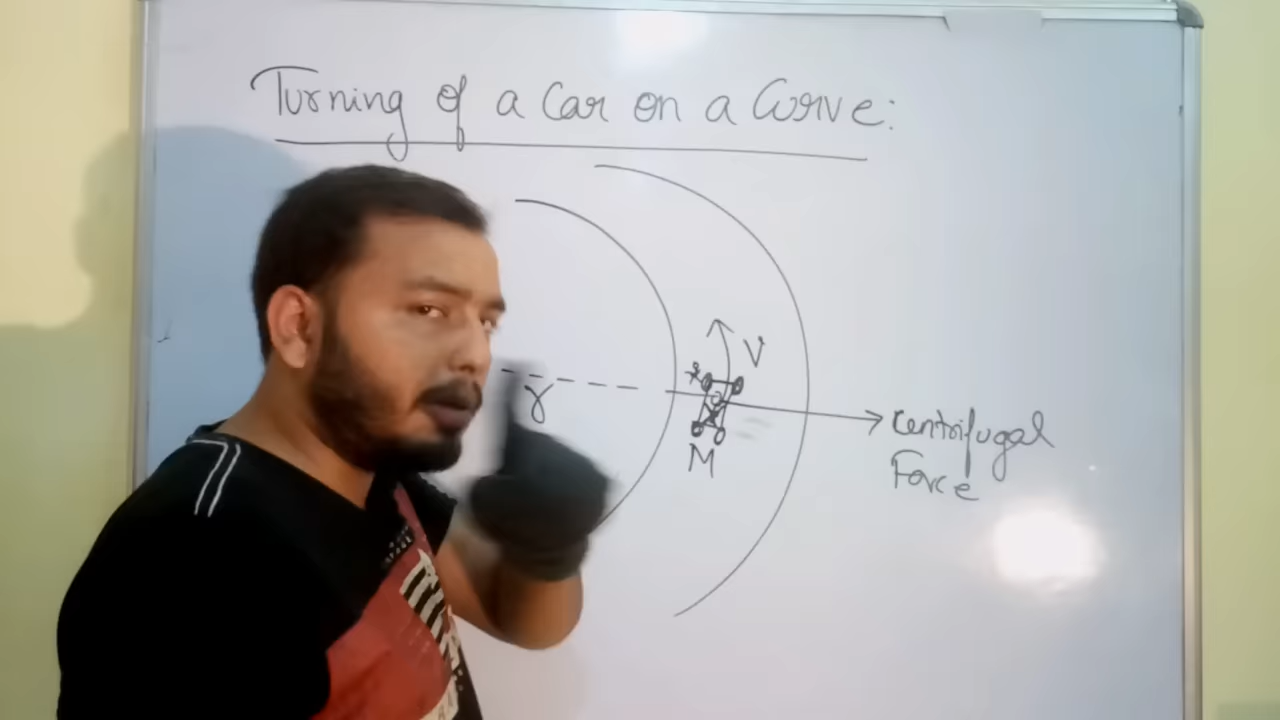 Turning of a Car on a Curve:
V
r
M
Centrifugal
Force